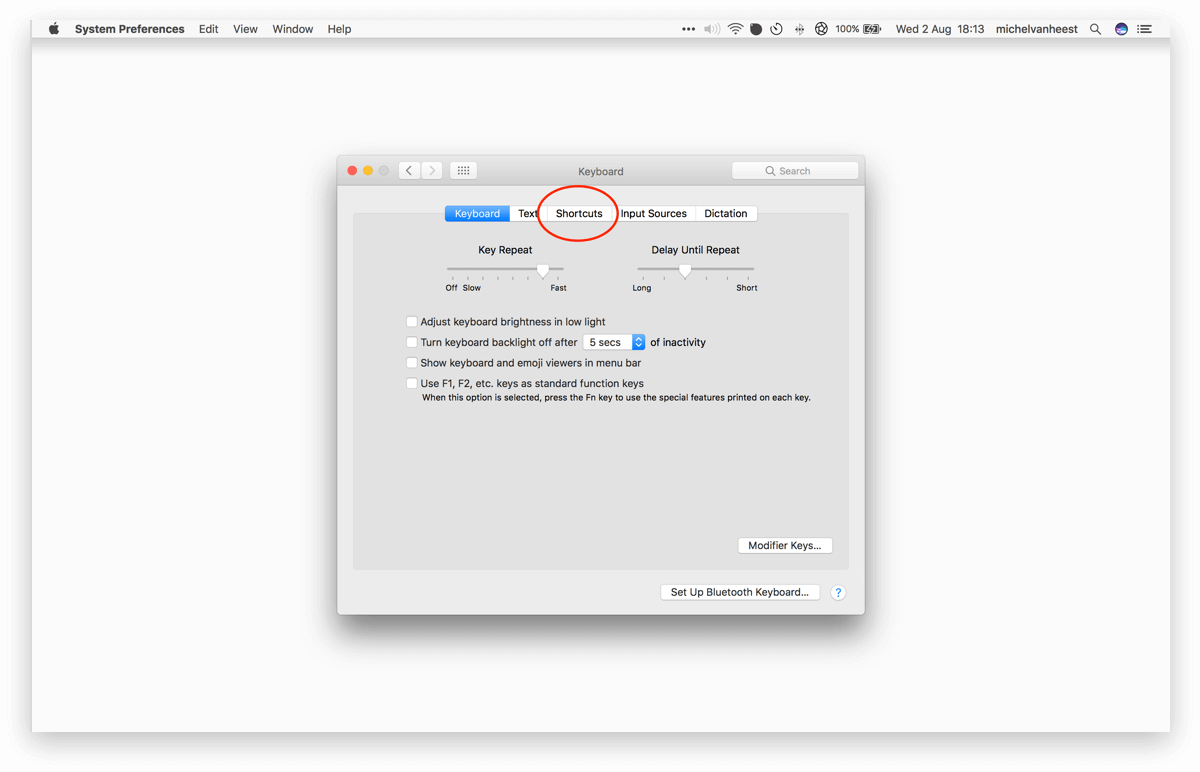 System Preferences Edit View Window Help 100% Wed 2 Aug 18:13 michelvanheest
Keyboard Search
Keyboard Text Shortcuts Input Sources Dictation
Key Repeat Delay Until Repeat
Off Slow Fast Long Short
Adjust keyboard brightness in low light
Turn keyboard backlight off after 5 secs of inactivity
Show keyboard and emoji viewers in menu bar
Use F1, F2, etc. keys as standard function keys
When this option is selected, press the Fn key to use the special features printed on each key.
Modifier Keys...
Set Up Bluetooth Keyboard... ?